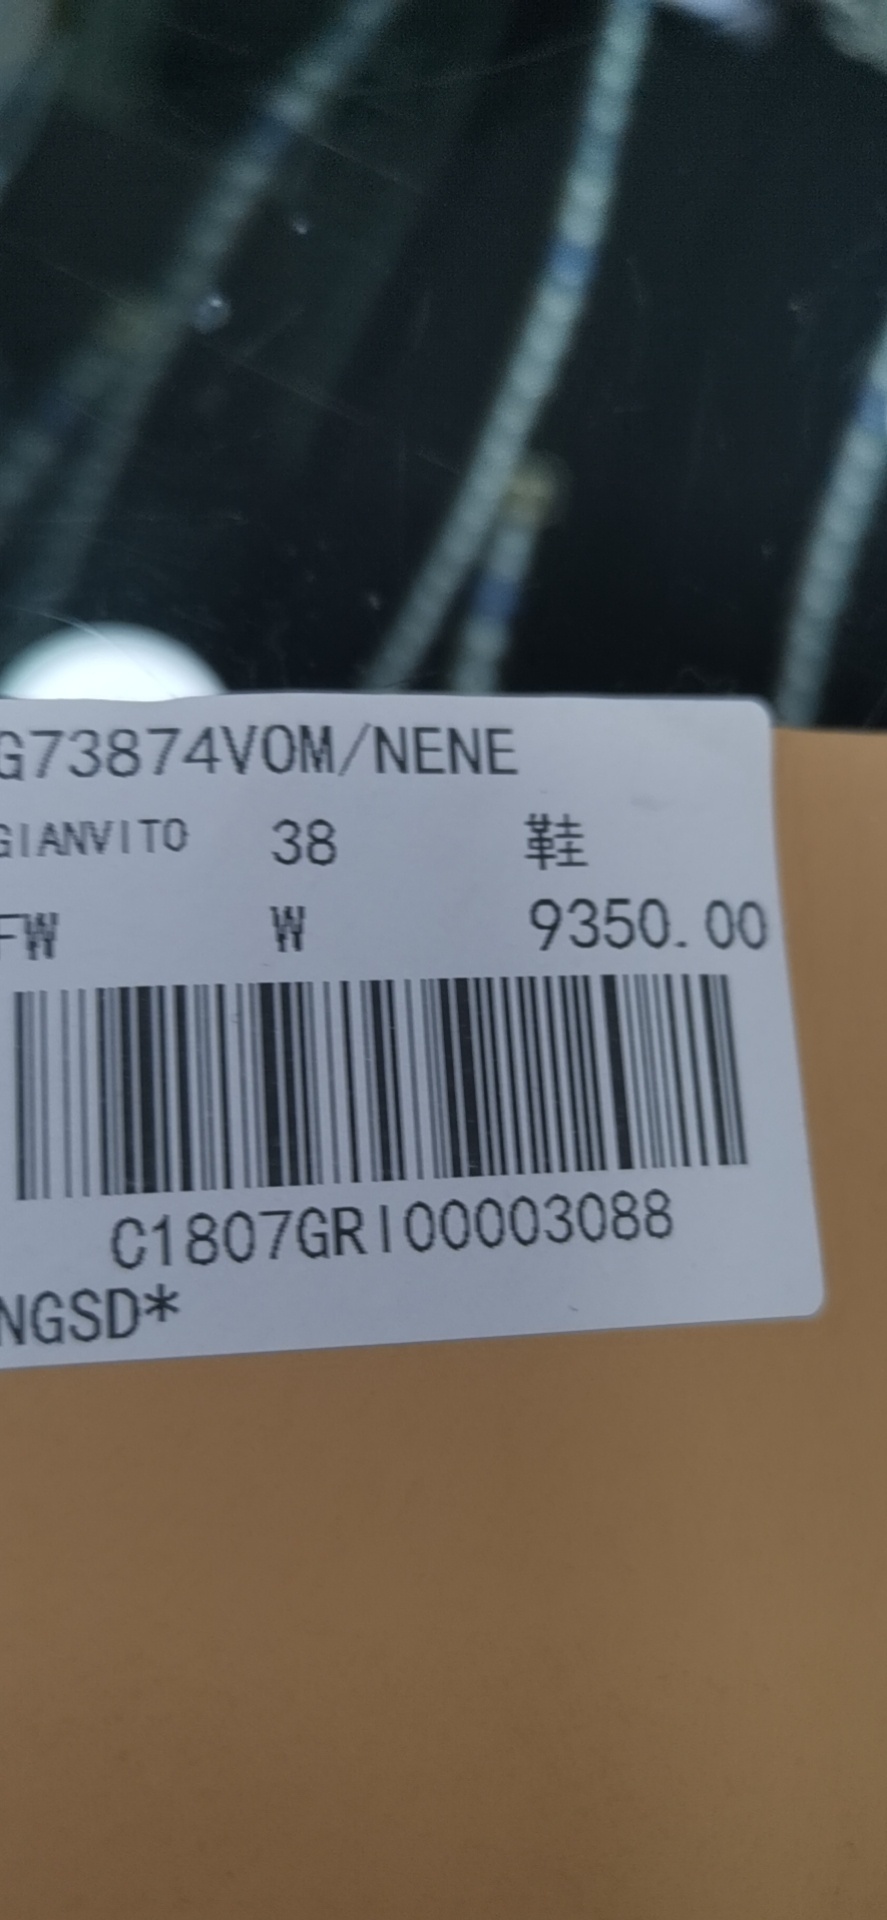 G73874VOM/NENE
GIANVITO 38 鞋
FW W 9350.00
C1807GRI00003088
NGSD*